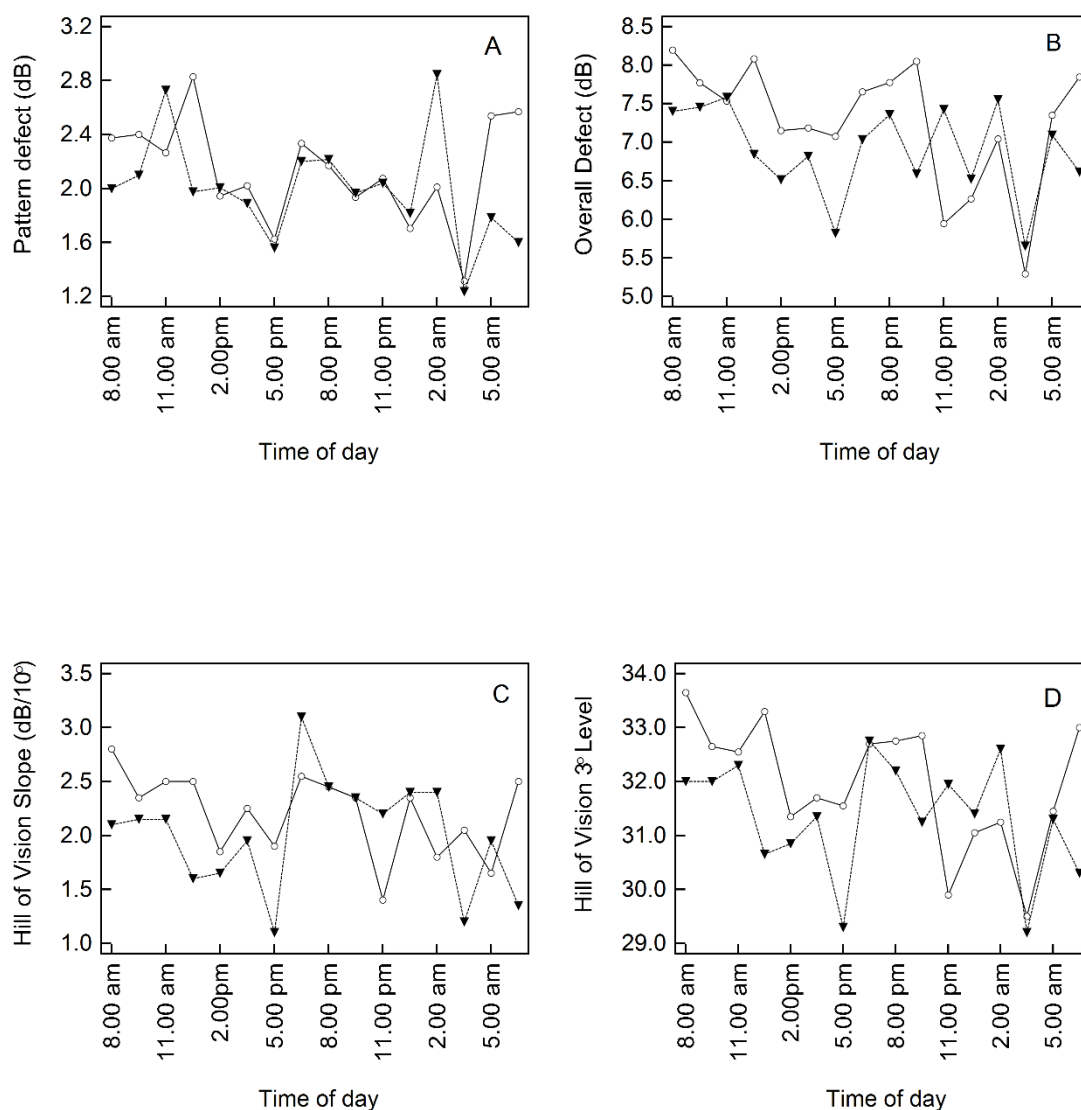 A
Pattern defect (dB)
3.2
2.8
2.4
2.0
1.6
1.2
8.00 am
11.00 am
2.00pm
5.00 pm
8.00 pm
11.00 pm
2.00 am
5.00 am
Time of day
B
Overall Defect (dB)
8.5
8.0
7.5
7.0
6.5
6.0
5.5
5.0
8.00 am
11.00 am
2.00 pm
5.00 pm
8.00 pm
11.00 pm
2.00 am
5.00 am
Time of day
C
Hill of Vision Slope (dB/10º)
3.5
3.0
2.5
2.0
1.5
1.0
8.00 am
11.00 am
2.00.pm
5.00 pm
8.00 pm
11.00 pm
2.00 am
5.00 am
Time of day
D
Hill of Vision 3º Level
34.0
33.0
32.0
31.0
30.0
29.0
8.00 am
11.00 am
2.00 pm
5.00 pm
8.00 pm
11.00 pm
2.00 am
5.00 am
Time of day